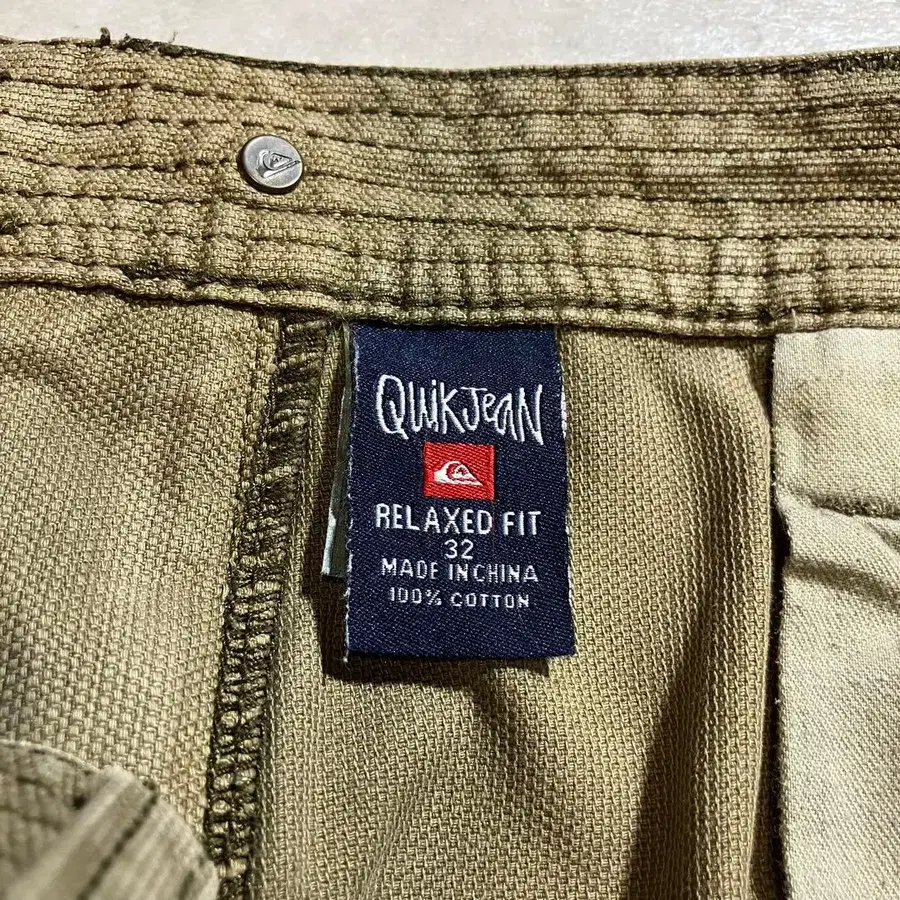 QuikJeaN
RELAXED FIT
32
MADE IN CHINA
100% COTTON